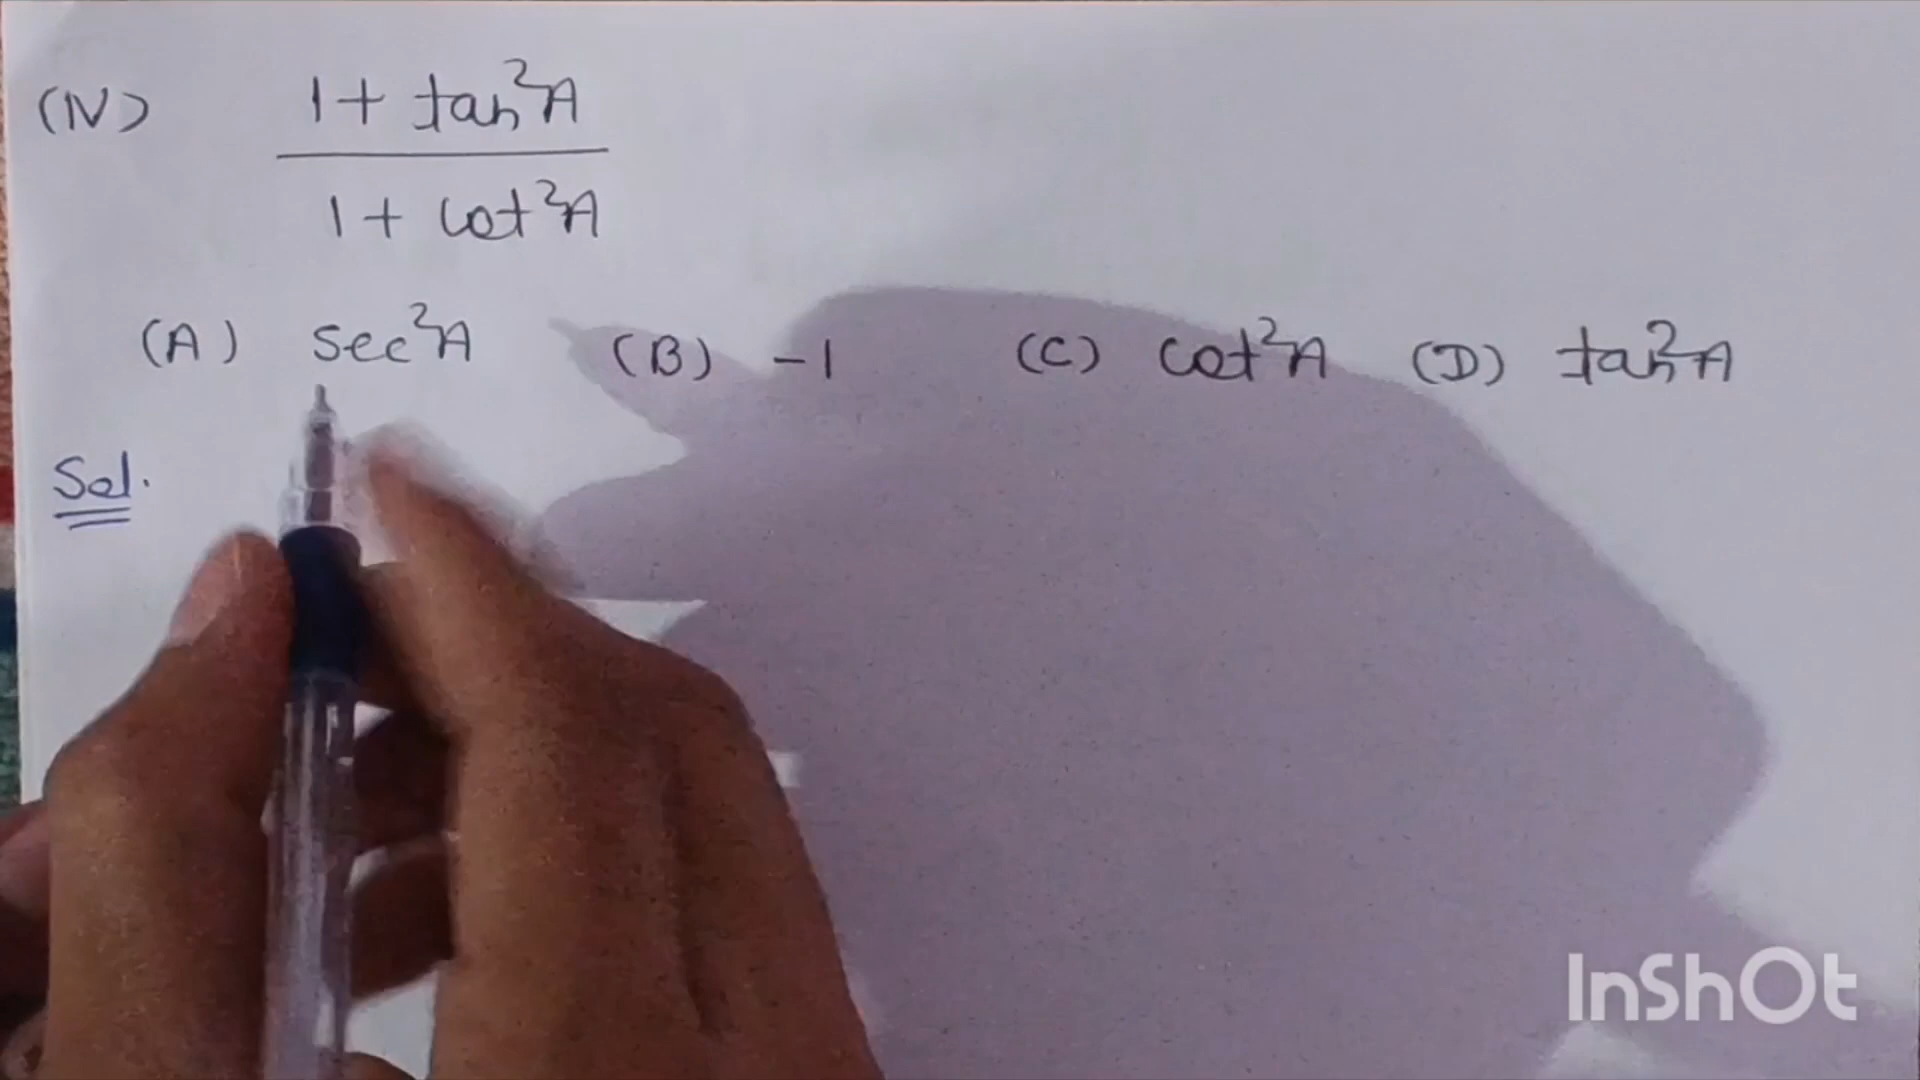 (IV) 1 + tan²A
1 + cot²A
(A) sec²A (B) -1 (C) cot²A (D) tan²A
Sol.
InShOt